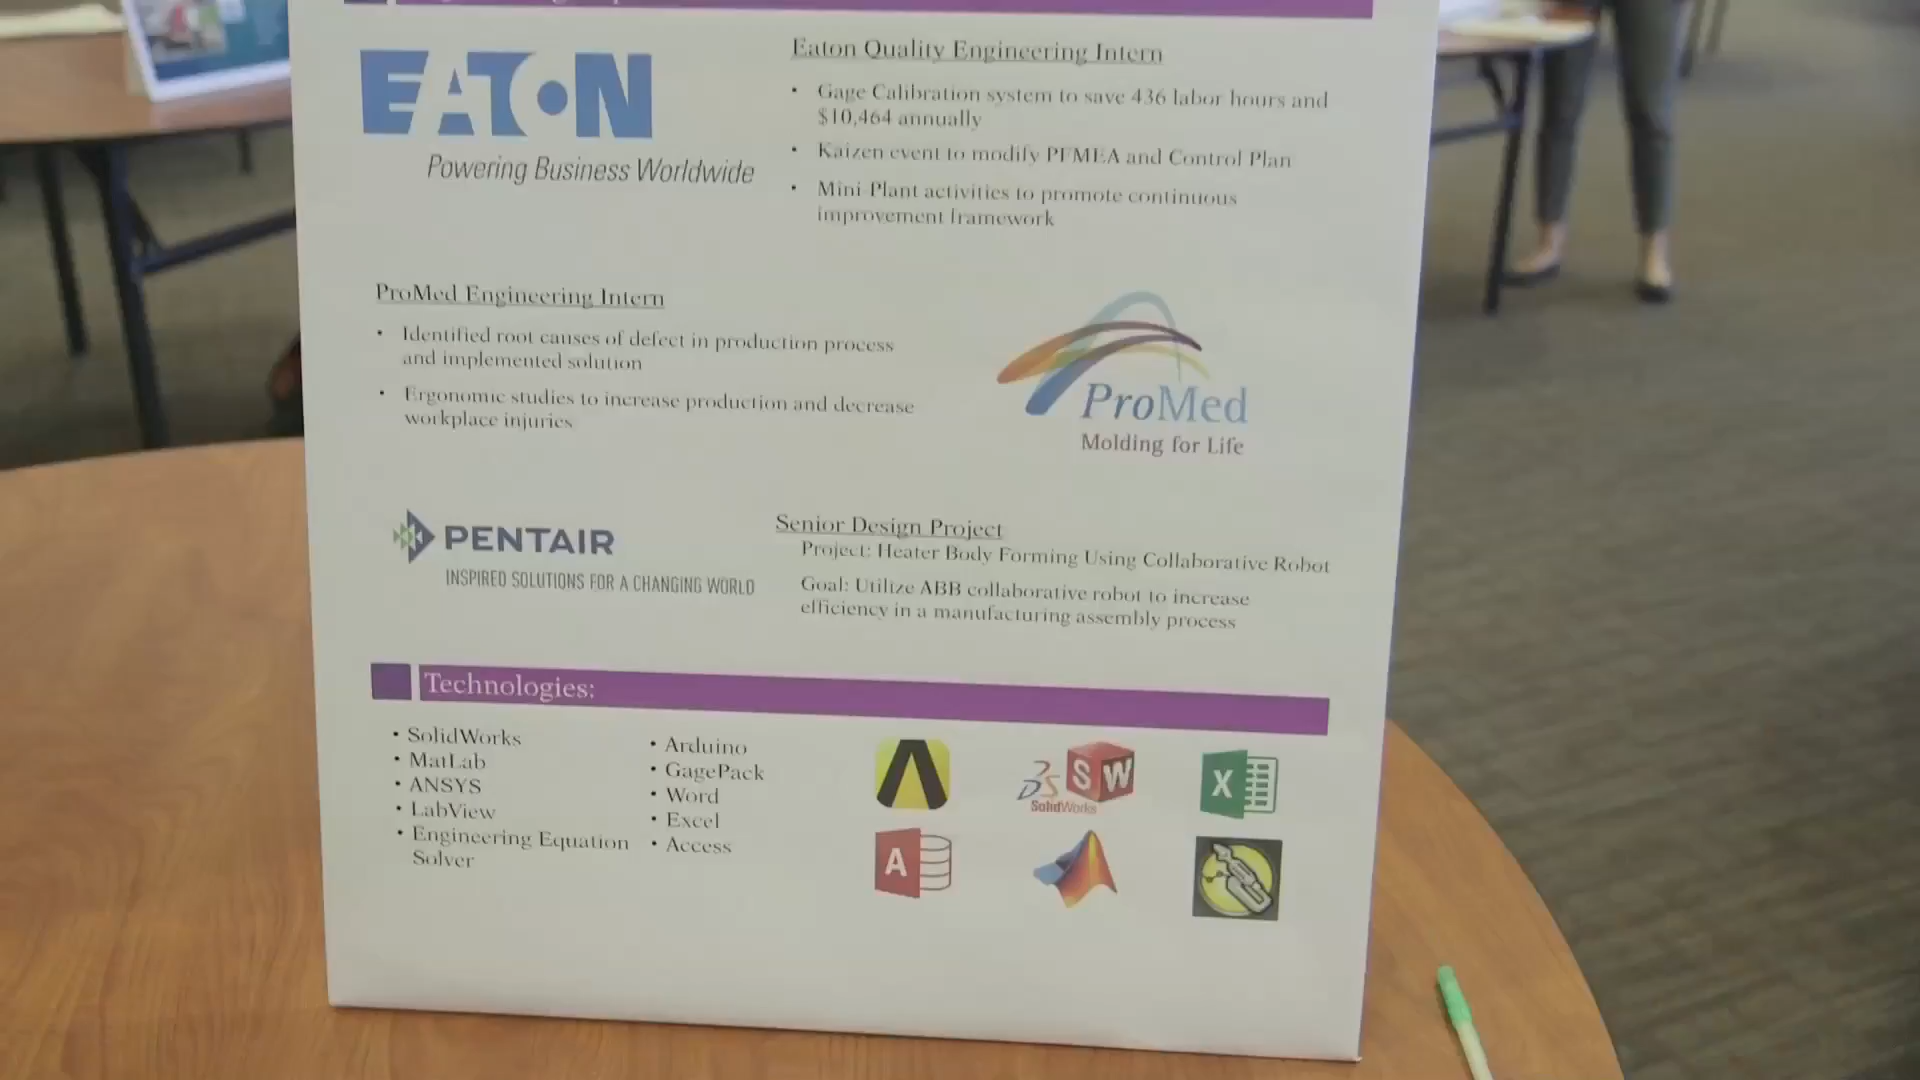 EATON
Powering Business Worldwide
Eaton Quality Engineering Intern
• Gage Calibration system to save 436 labor hours and
$10,464 annually
• Kaizen event to modify PFMEA and Control Plan
• Mini-Plant activities to promote continuous
improvement framework
ProMed Engineering Intern
• Identified root causes of defect in production process
and implemented solution
• Ergonomic studies to increase production and decrease
workplace injuries
ProMed
Molding for Life
PENTAIR
INSPIRED SOLUTIONS FOR A CHANGING WORLD
Senior Design Project
Project: Heater Body Forming Using Collaborative Robot
Goal: Utilize ABB collaborative robot to increase
efficiency in a manufacturing assembly process
Technologies:
• SolidWorks
• MatLab
• ANSYS
• LabView
• Engineering Equation
Solver
• Arduino
• GagePack
• Word
• Excel
• Access
S W
SolidWorks
X
A